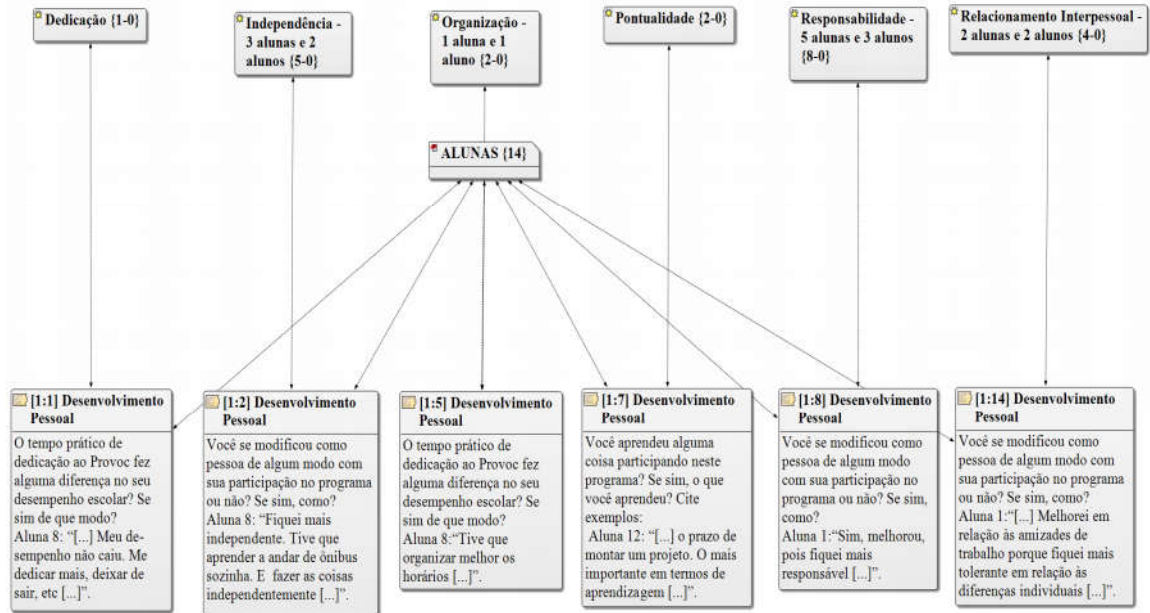 Dedicação {1-0}
Independência -
3 alunas e 2
alunos {5-0}
Organização -
1 aluna e 1
aluno {2-0}
Pontualidade {2-0}
Responsabilidade -
5 alunas e 3 alunos
{8-0}
Relacionamento Interpessoal -
2 alunas e 2 alunos {4-0}
ALUNAS {14}
[1:1] Desenvolvimento
Pessoal
O tempo prático de
dedicação ao Provoc fez
alguma diferença no seu
desempenho escolar? Se
sim de que modo?
Aluna 8: “[...] Meu de-
sempenho não caiu. Me
dedicar mais, deixar de
sair, etc [...]”.
[1:2] Desenvolvimento
Pessoal
Você se modificou como
pessoa de algum modo com
sua participação no programa
ou não? Se sim, como?
Aluna 8: “Fiquei mais
independente. Tive que
aprender a andar de ônibus
sozinha. E  fazer as coisas
independentemente [...]”.
[1:5] Desenvolvimento
Pessoal
O tempo prático de
dedicação ao Provoc fez
alguma diferença no seu
desempenho escolar? Se
sim de que modo?
Aluna 8:“Tive que
organizar melhor os
horários [...]”.
[1:7] Desenvolvimento
Pessoal
Você aprendeu alguma
coisa participando neste
programa? Se sim, o que
você aprendeu? Cite
exemplos:
Aluna 12: “[...] o prazo de
montar um projeto. O mais
importante em termos de
aprendizagem [...]”.
[1:8] Desenvolvimento
Pessoal
Você se modificou como
pessoa de algum modo
com sua participação no
programa ou não? Se sim,
como?
Aluna 1:“Sim, melhorou,
pois fiquei mais
responsável [...]”.
[1:14] Desenvolvimento
Pessoal
Você se modificou como
pessoa de algum modo com
sua participação no programa
ou não? Se sim, como?
Aluna 1:“[...] Melhorei em
relação às amizades de
trabalho porque fiquei mais
tolerante em relação às
diferenças individuais [...]”.